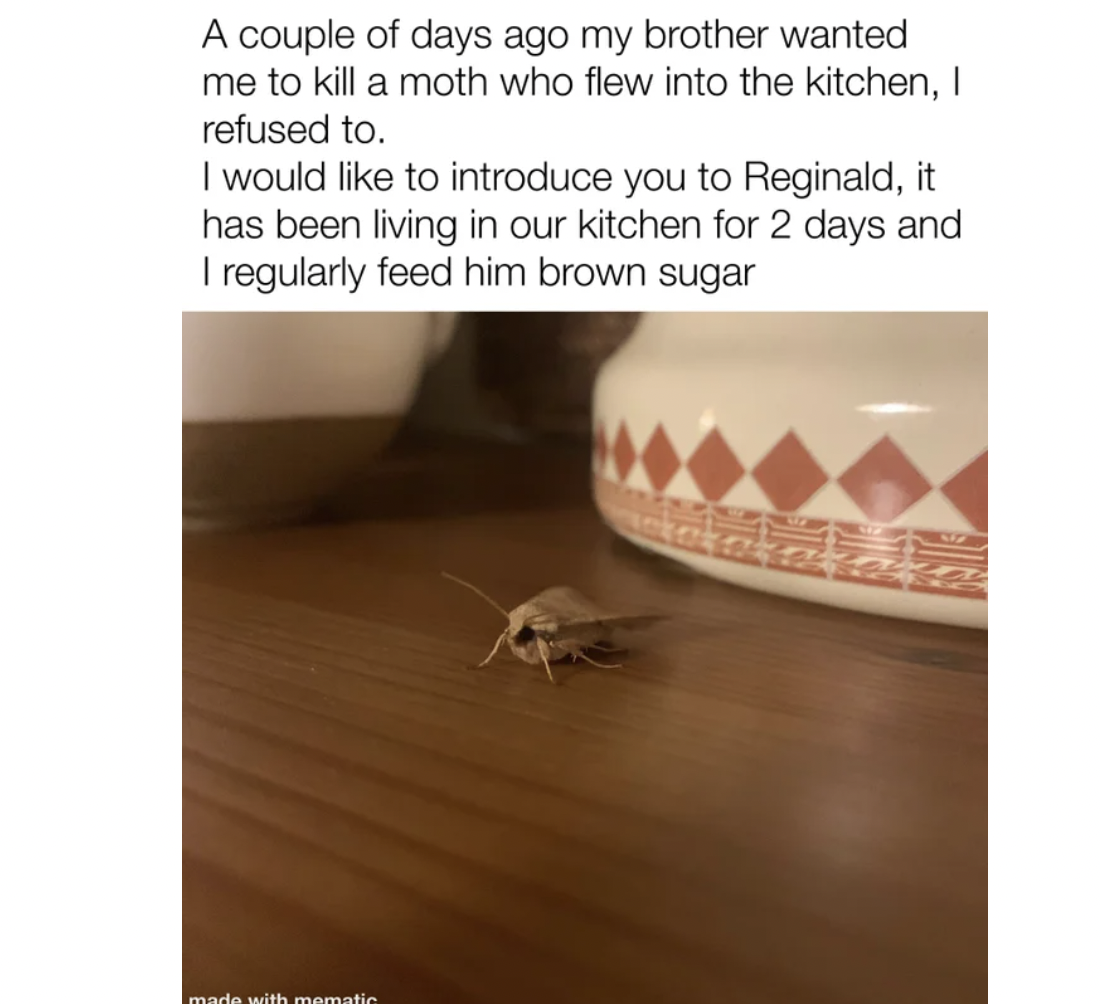 A couple of days ago my brother wanted
me to kill a moth who flew into the kitchen, I
refused to.
I would like to introduce you to Reginald, it
has been living in our kitchen for 2 days and
I regularly feed him brown sugar
made with mematic